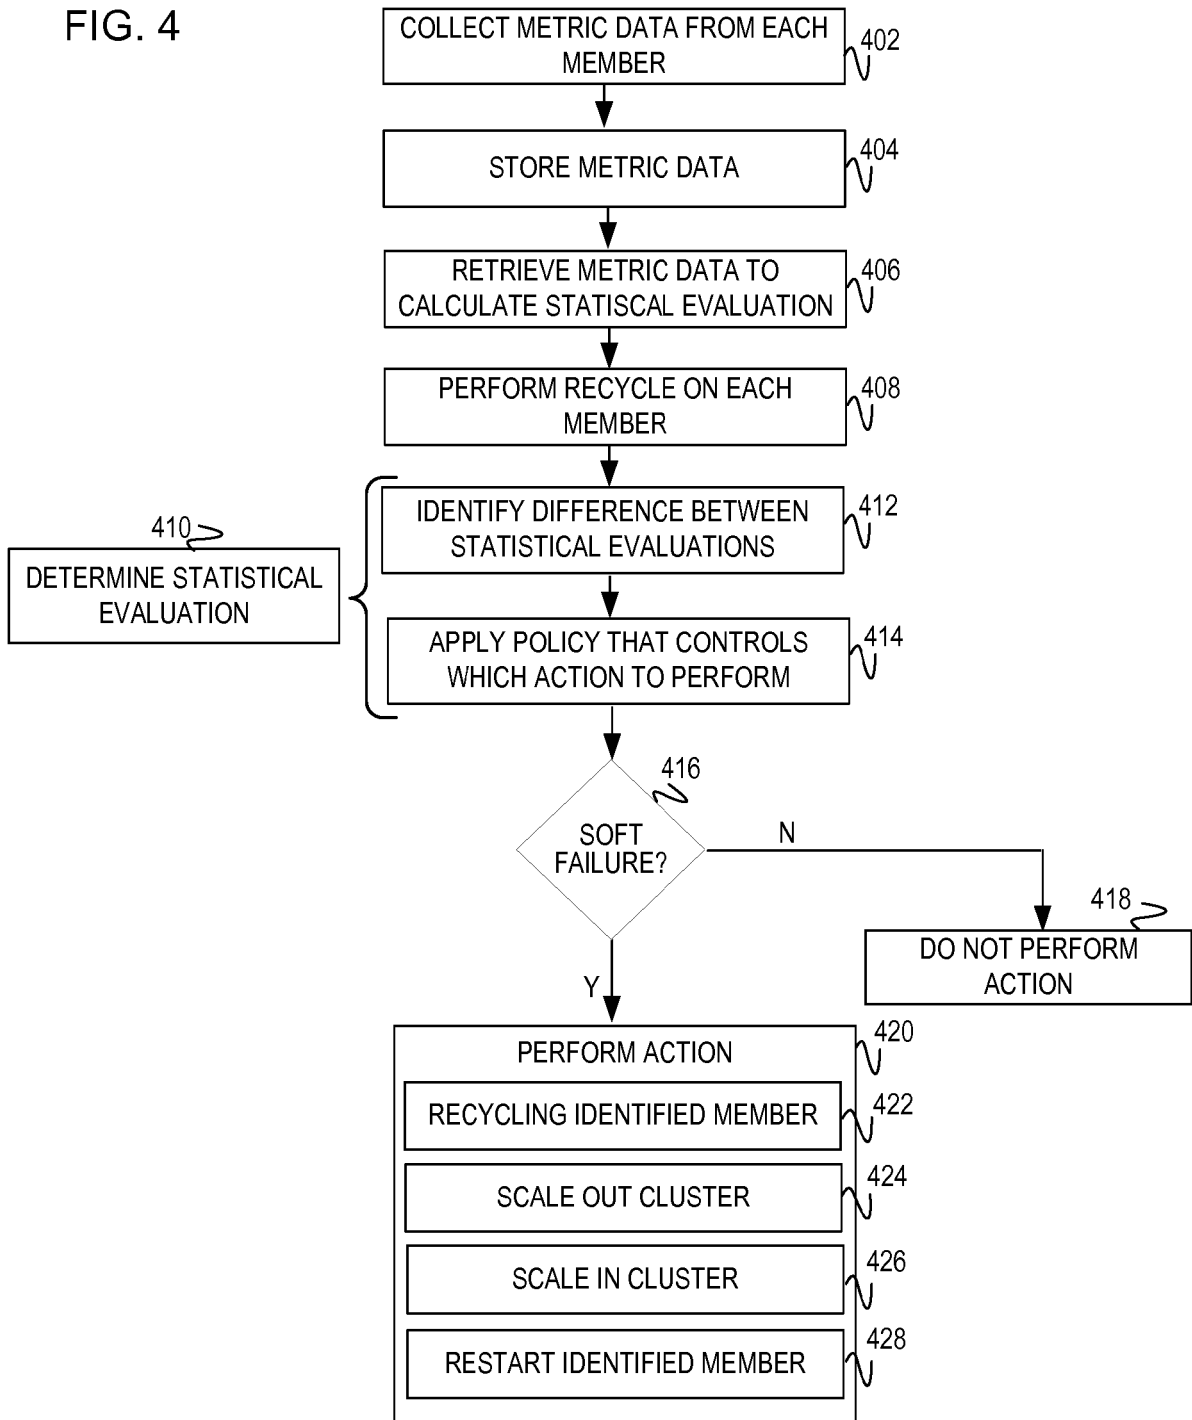 FIG. 4
COLLECT METRIC DATA FROM EACH
MEMBER
402
STORE METRIC DATA
404
RETRIEVE METRIC DATA TO
CALCULATE STATISCAL EVALUATION
406
PERFORM RECYCLE ON EACH
MEMBER
408
410
DETERMINE STATISTICAL
EVALUATION
IDENTIFY DIFFERENCE BETWEEN
STATISTICAL EVALUATIONS
412
APPLY POLICY THAT CONTROLS
WHICH ACTION TO PERFORM
414
416
SOFT
FAILURE?
N
418
DO NOT PERFORM
ACTION
Y
PERFORM ACTION
420
RECYCLING IDENTIFIED MEMBER
422
SCALE OUT CLUSTER
424
SCALE IN CLUSTER
426
RESTART IDENTIFIED MEMBER
428